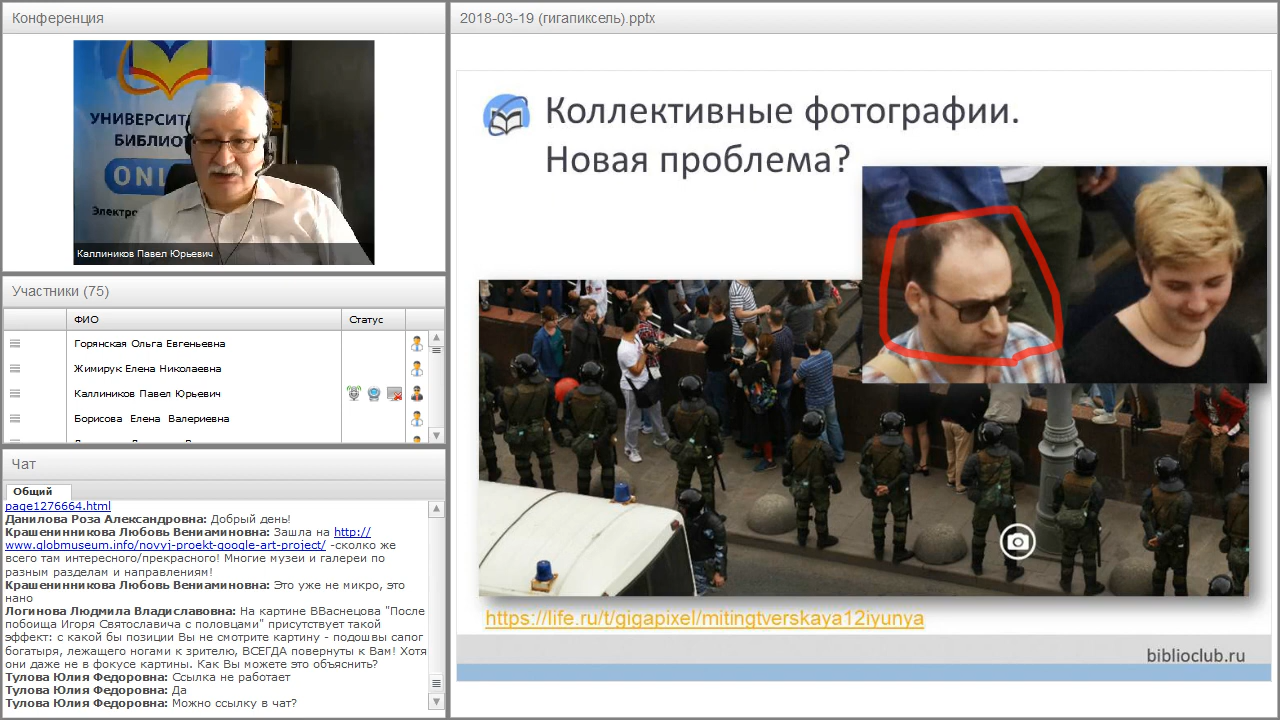 Конференция
УНИВЕРСИТ
БИБЛИО
ONL
Каллиников Павел Юрьевич
Участники (75)
ФИО Статус
Горянская Ольга Евгеньевна
Жимирук Елена Николаевна
Каллиников Павел Юрьевич
Борисова Елена Валериевна
Чат
Общий
page1276664.html
Данилова Роза Александровна: Добрый день!
Крашенинникова Любовь Вениаминовна: Зашла на http://
www.globmuseum.info/novyj-proekt-google-art-project/ -сколько же
всего там интересного/прекрасного! Многие музеи и галереи по
разным разделам и направлениям!
Крашенинникова Любовь Вениаминовна: Это уже не микро, это
нано
Логинова Людмила Владиславовна: На картине ВВаснецова "После
побоища Игоря Святославича с половцами" присутствует такой
эффект: с какой бы позиции Вы не смотрите картину - подошвы сапог
богатыря, лежащего ногами к зрителю, ВСЕГДА повернуты к Вам! Хотя
они даже не в фокусе картины. Как Вы можете это объяснить?
Тулова Юлия Федоровна: Ссылка не работает
Тулова Юлия Федоровна: Да
Тулова Юлия Федоровна: Можно ссылку в чат?
2018-03-19 (гигапиксель).pptx
Коллективные фотографии.
Новая проблема?
https://life.ru/t/gigapixel/mitingtverskaya12iyunya
biblioclub.ru